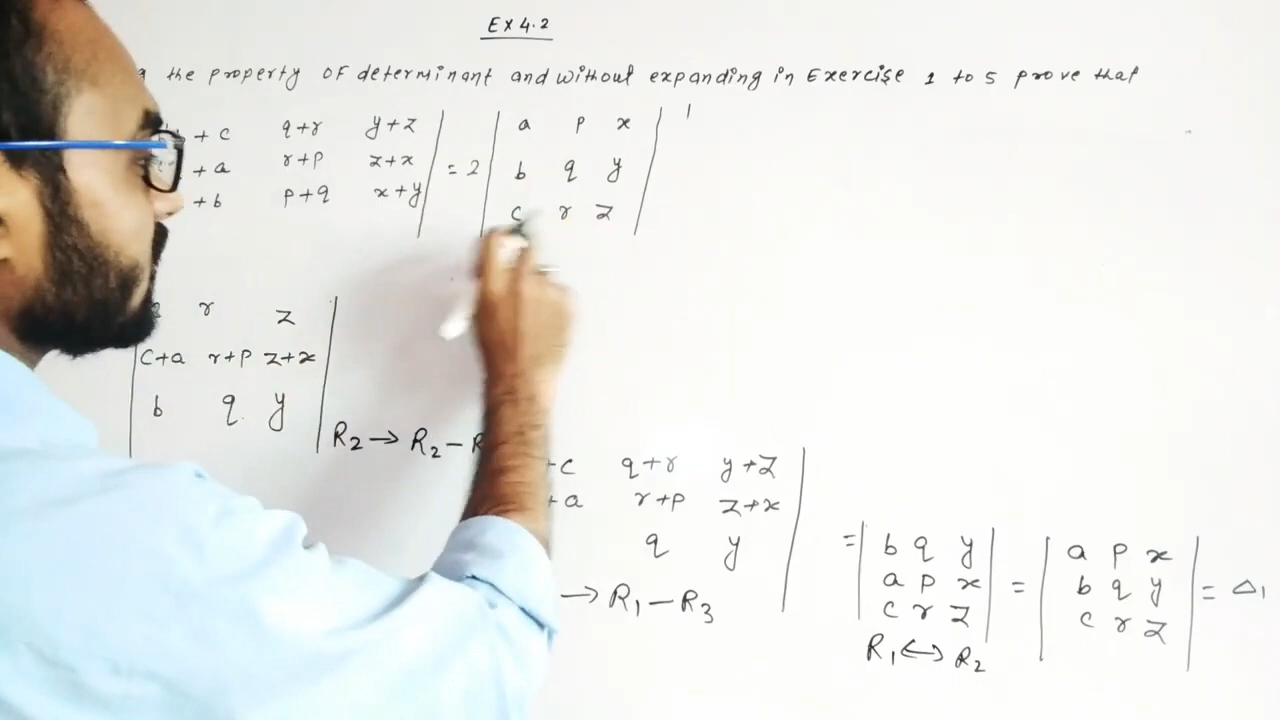 Ex 4.2
the property of determinant and without expanding in Exercise 1 to 5 prove that
+ c q+r y+z | = 2 | a p x |
+ a r+p z+x b q y
+ b p+q x+y c r z
r z
c+a r+p z+x
b q y
R2 → R2 -
+c q+r y+z
+a r+p z+x
q y
→ R1 - R3
= | b q y | = | a p x | = Δ1
a p x b q y
c r z c r z
R1 ↔ R2